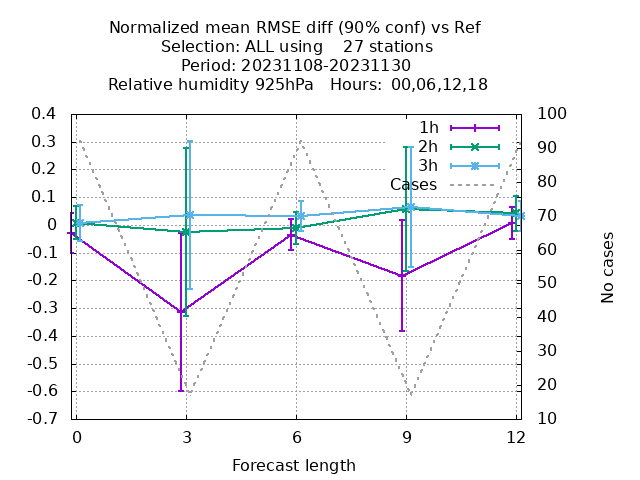 Normalized mean RMSE diff (90% conf) vs Ref
Selection: ALL using    27 stations
Period: 20231108-20231130
Relative humidity 925hPa   Hours: 00,06,12,18
0.4
0.3
0.2
0.1
0
-0.1
-0.2
-0.3
-0.4
-0.5
-0.6
-0.7
1h
2h
3h
Cases
100
90
80
70
60
50
40
30
20
10
No cases
0
3
6
9
12
Forecast length